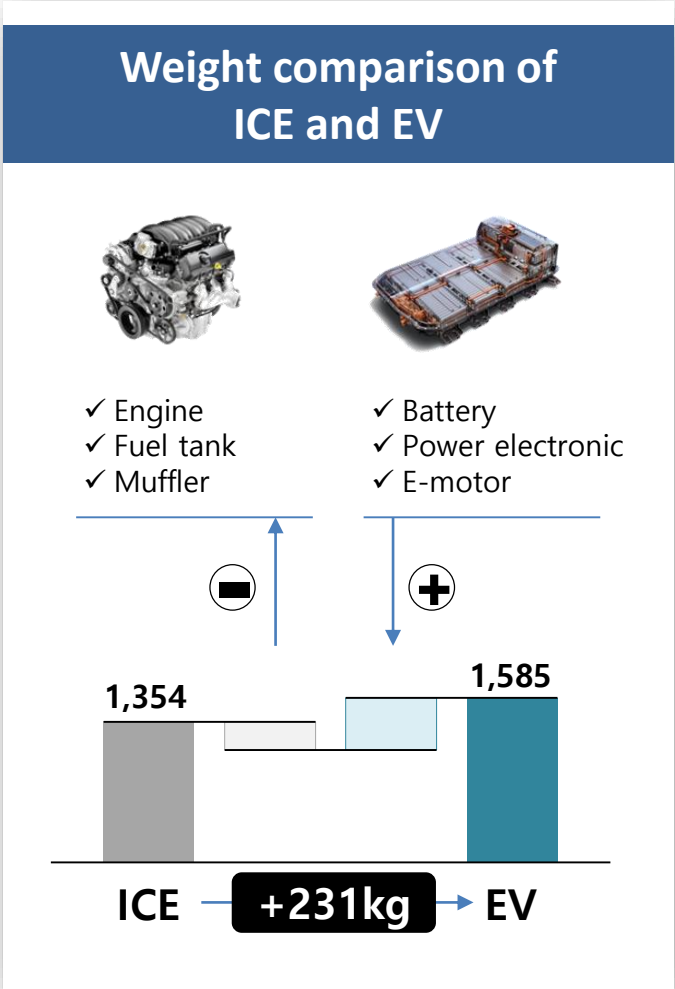 Weight comparison of
ICE and EV
✓ Engine
✓ Fuel tank
✓ Muffler
✓ Battery
✓ Power electronic
✓ E-motor
1,354
1,585
ICE
+231kg
EV